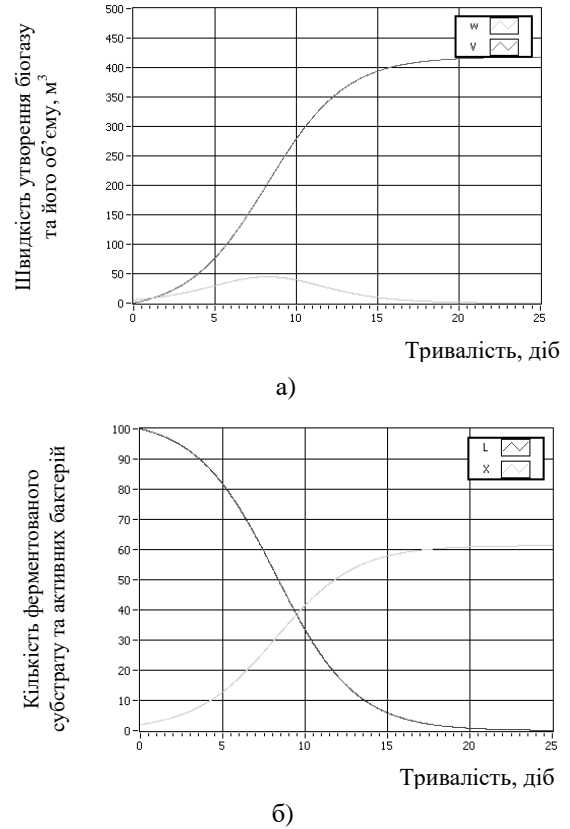 Швидкість утворення біогазу
та його об’єму, м³
500
450
400
350
300
250
200
150
100
50
0
0 5 10 15 20 25
W
V
Тривалість, діб
а)
Кількість ферментованого
субстрату та активних бактерій
100
90
80
70
60
50
40
30
20
10
0
0 5 10 15 20 25
L
X
Тривалість, діб
б)